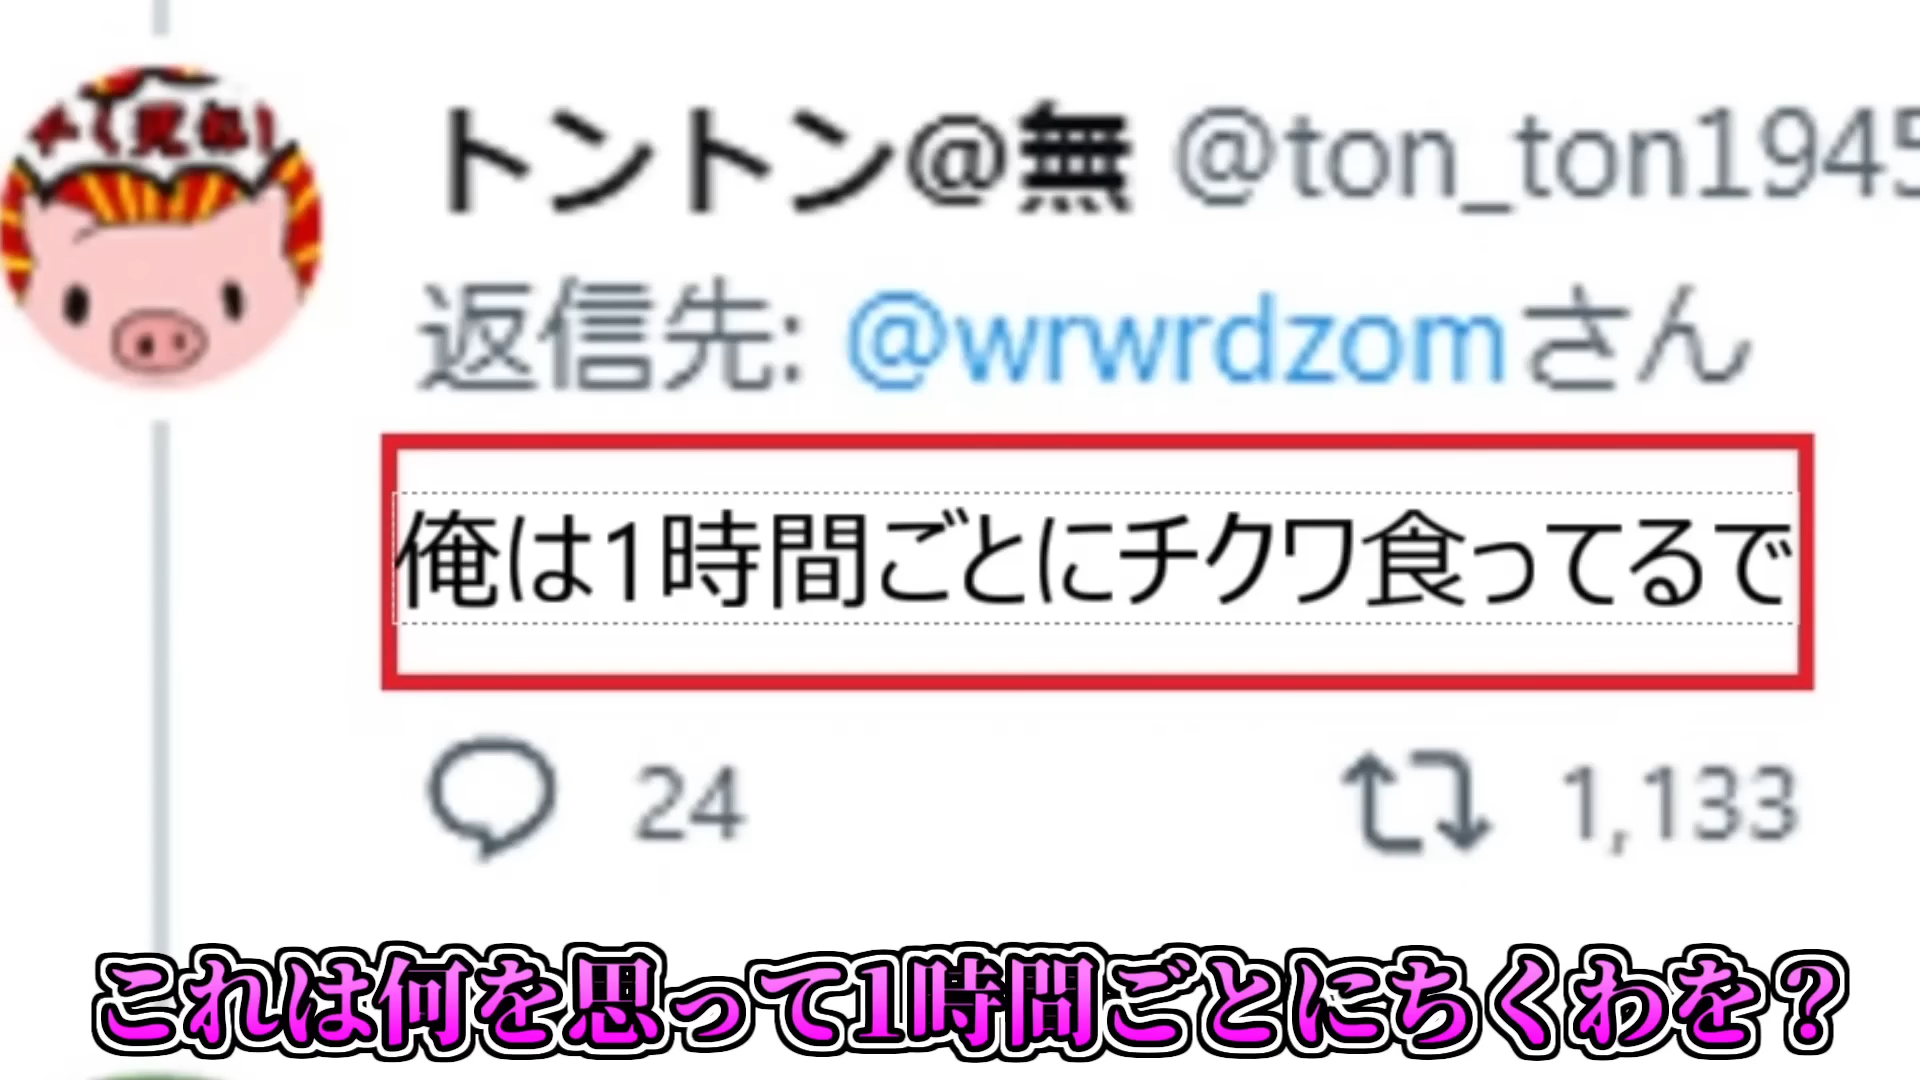 トントン@無 @ton_ton1945
返信先: @wrwrdzomさん
俺は1時間ごとにチクワ食ってるで
24 1,133
これは何を思って1時間ごとにちくわを？